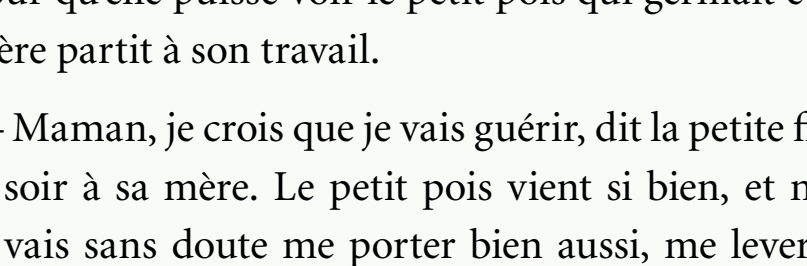 qu'elle puisse voir le petit pois qui germait
partit à son travail.
Maman, je crois que je vais guérir, dit la petite
soir à sa mère. Le petit pois vient si bien, et
vais sans doute me porter bien aussi, me lever